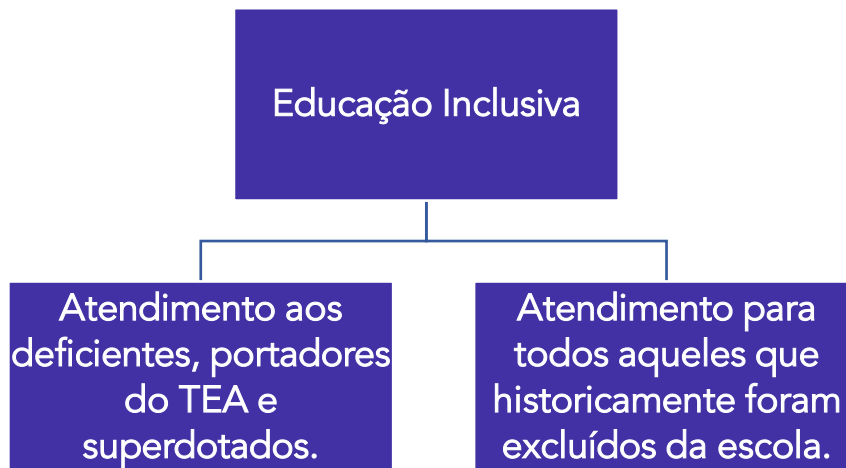 Educação Inclusiva
Atendimento aos
deficientes, portadores
do TEA e
superdotados.
Atendimento para
todos aqueles que
historicamente foram
excluídos da escola.